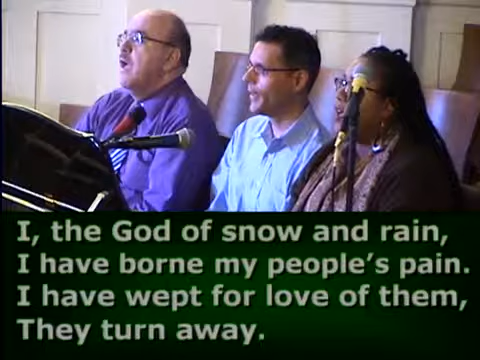 I, the God of snow and rain,
I have borne my people's pain.
I have wept for love of them,
They turn away.